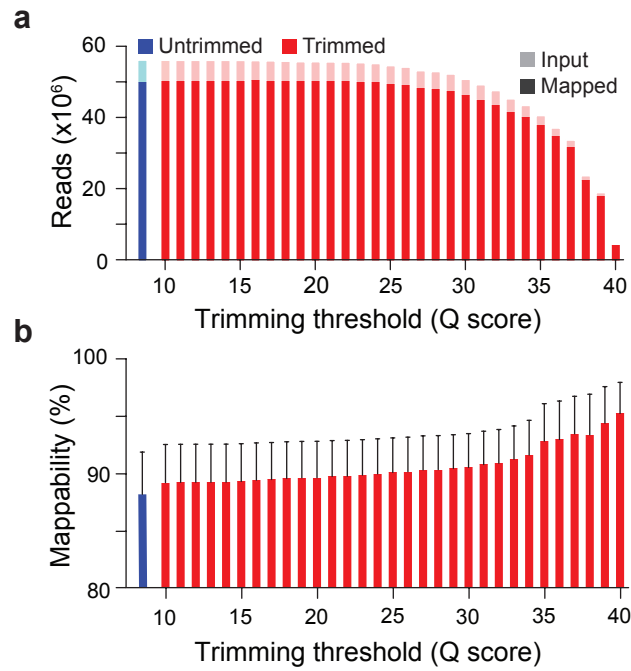 a
Untrimmed Trimmed
Input
Mapped
Reads (x10⁶)
60
40
20
0
10 15 20 25 30 35 40
Trimming threshold (Q score)
b
Mappability (%)
100
90
80
10 15 20 25 30 35 40
Trimming threshold (Q score)